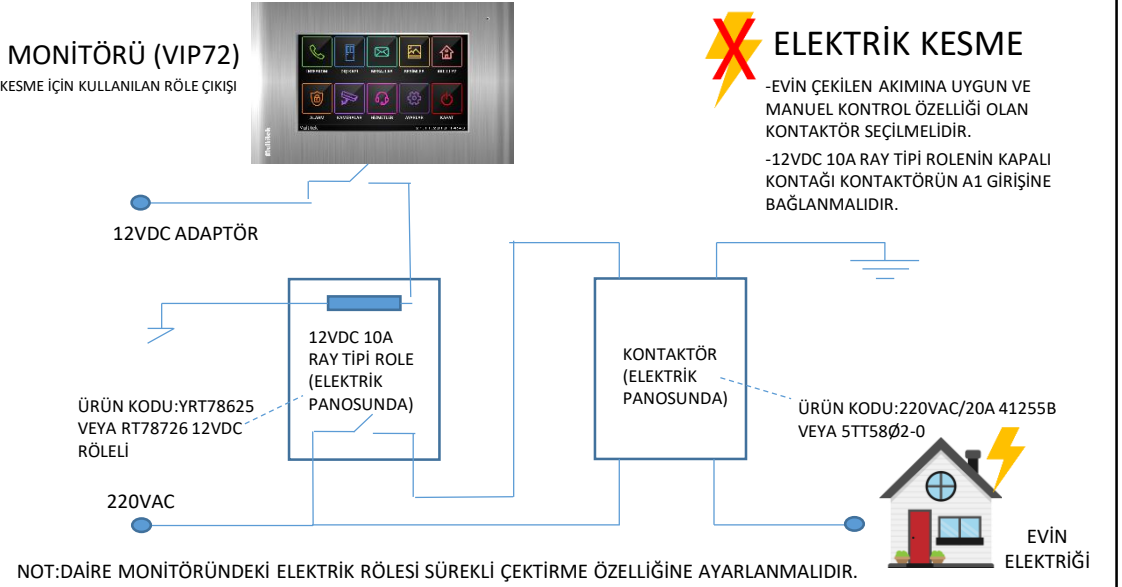 MONİTÖRÜ (VIP72)
KESME İÇİN KULLANILAN RÖLE ÇIKIŞI
ELEKTRİK KESME
-EVİN ÇEKİLEN AKIMINA UYGUN VE
MANUEL KONTROL ÖZELLİĞİ OLAN
KONTAKTÖR SEÇİLMELİDİR.
-12VDC 10A RAY TİPİ ROLENİN KAPALI
KONTAĞI KONTAKTÖRÜN A1 GİRİŞİNE
BAĞLANMALIDIR.
12VDC ADAPTÖR
12VDC 10A
RAY TİPİ ROLE
(ELEKTRİK
PANOSUNDA)
KONTAKTÖR
(ELEKTRİK
PANOSUNDA)
ÜRÜN KODU:YRT78625
VEYA RT78726 12VDC
RÖLELİ
ÜRÜN KODU:220VAC/20A 41255B
VEYA 5TT58Ø2-0
220VAC
EVİN
ELEKTRİĞİ
NOT:DAİRE MONİTÖRÜNDEKİ ELEKTRİK RÖLESİ SÜREKLİ ÇEKTİRME ÖZELLİĞİNE AYARLANMALIDIR.